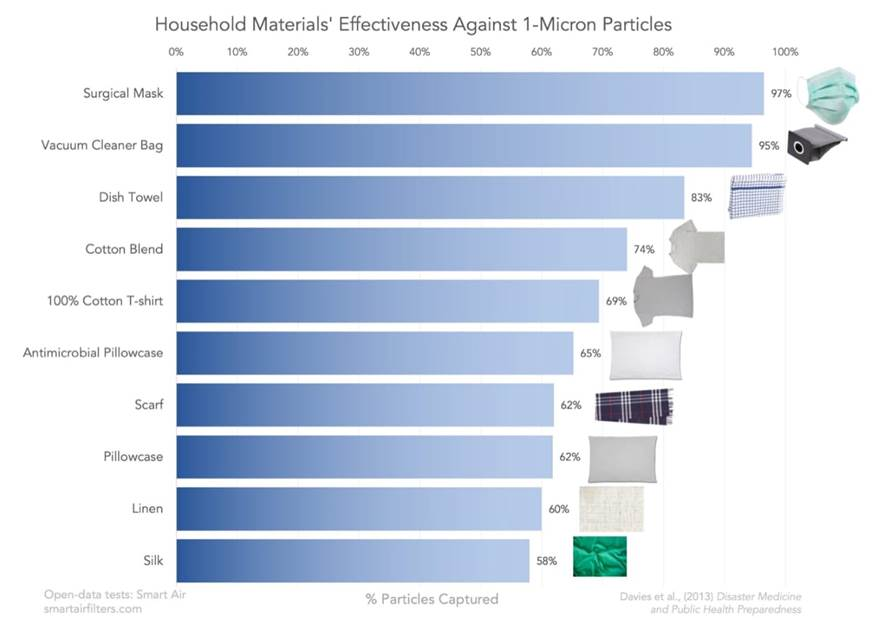 Household Materials' Effectiveness Against 1-Micron Particles
0% 10% 20% 30% 40% 50% 60% 70% 80% 90% 100%
Surgical Mask 97%
Vacuum Cleaner Bag 95%
Dish Towel 83%
Cotton Blend 74%
100% Cotton T-shirt 69%
Antimicrobial Pillowcase 65%
Scarf 62%
Pillowcase 62%
Linen 60%
Silk 58%
Open-data tests: Smart Air
smartairfilters.com
% Particles Captured
Davies et al., (2013) Disaster Medicine
and Public Health Preparedness